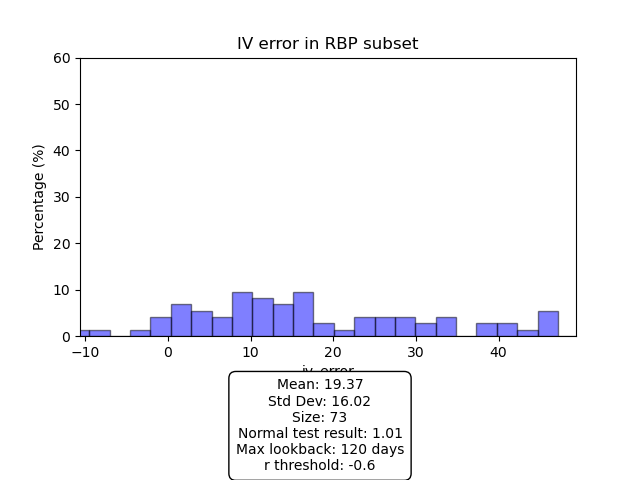 IV error in RBP subset
60
50
40
30
20
10
0
Percentage (%)
−10 0 10 20 30 40
iv_error
Mean: 19.37
Std Dev: 16.02
Size: 73
Normal test result: 1.01
Max lookback: 120 days
r threshold: -0.6